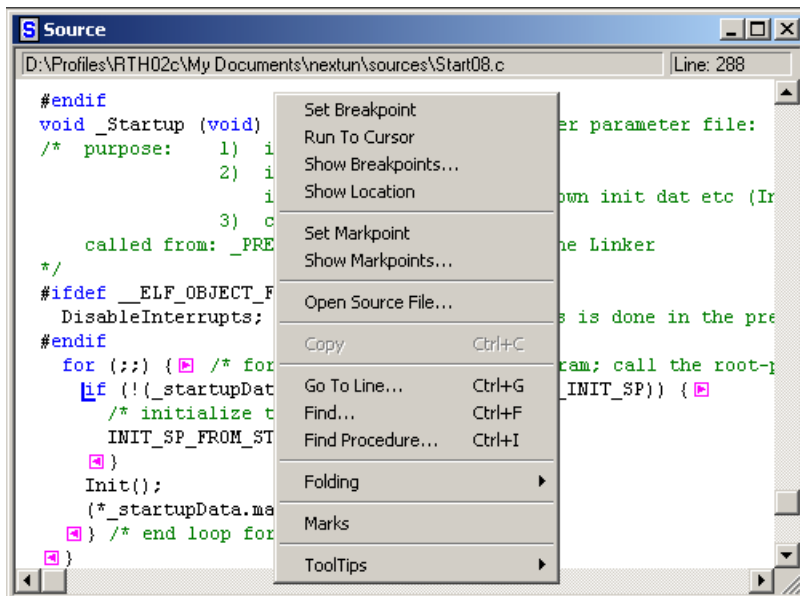 S Source
D:\Profiles\RTH02c\My Documents\nextun\sources\Start08.c Line: 288
#endif
void _Startup (void) er parameter file:
/* purpose: 1) i
2) i
i own init dat etc (In
3) c
called from: _PRE he Linker
*/
#ifdef __ELF_OBJECT_F
DisableInterrupts; s is done in the pre
#endif
for (;;) { /* for ram; call the root-p
if (!(_startupDat _INIT_SP)) {
/* initialize t
INIT_SP_FROM_ST
}
Init();
(*_startupData.ma
} /* end loop for
}
Set Breakpoint
Run To Cursor
Show Breakpoints...
Show Location
Set Markpoint
Show Markpoints...
Open Source File...
Copy Ctrl+C
Go To Line... Ctrl+G
Find... Ctrl+F
Find Procedure... Ctrl+I
Folding
Marks
ToolTips